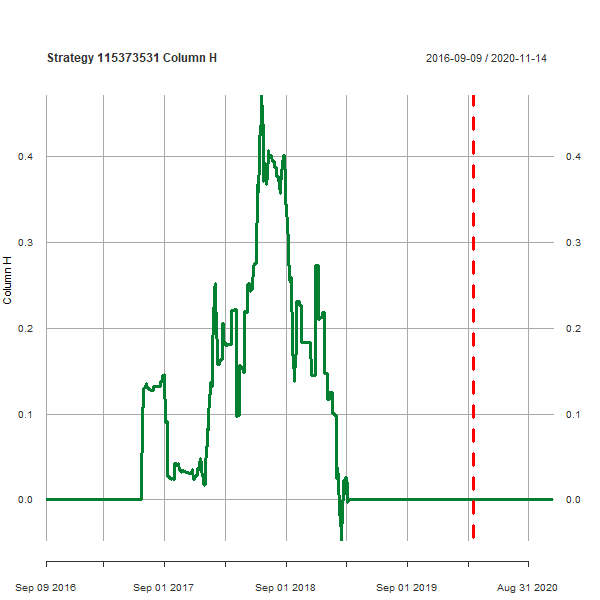 Strategy 115373531 Column H
2016-09-09 / 2020-11-14
Column H
0.4
0.4
0.3
0.3
0.2
0.2
0.1
0.1
0.0
0.0
Sep 09 2016
Sep 01 2017
Sep 01 2018
Sep 01 2019
Aug 31 2020